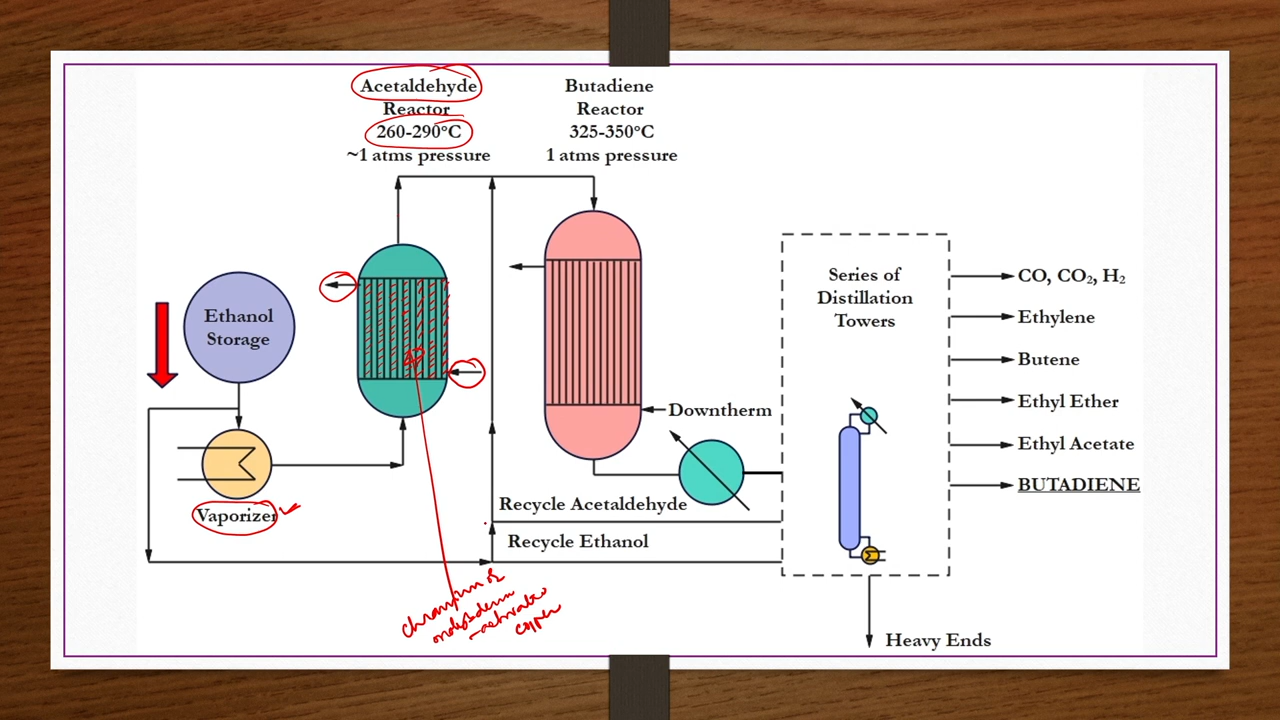 Acetaldehyde
Reactor
260-290°C
~1 atms pressure
Butadiene
Reactor
325-350°C
1 atms pressure
Ethanol
Storage
Vaporizer
Downtherm
Recycle Acetaldehyde
Recycle Ethanol
Series of
Distillation
Towers
CO, CO₂, H₂
Ethylene
Butene
Ethyl Ether
Ethyl Acetate
BUTADIENE
Heavy Ends
copper